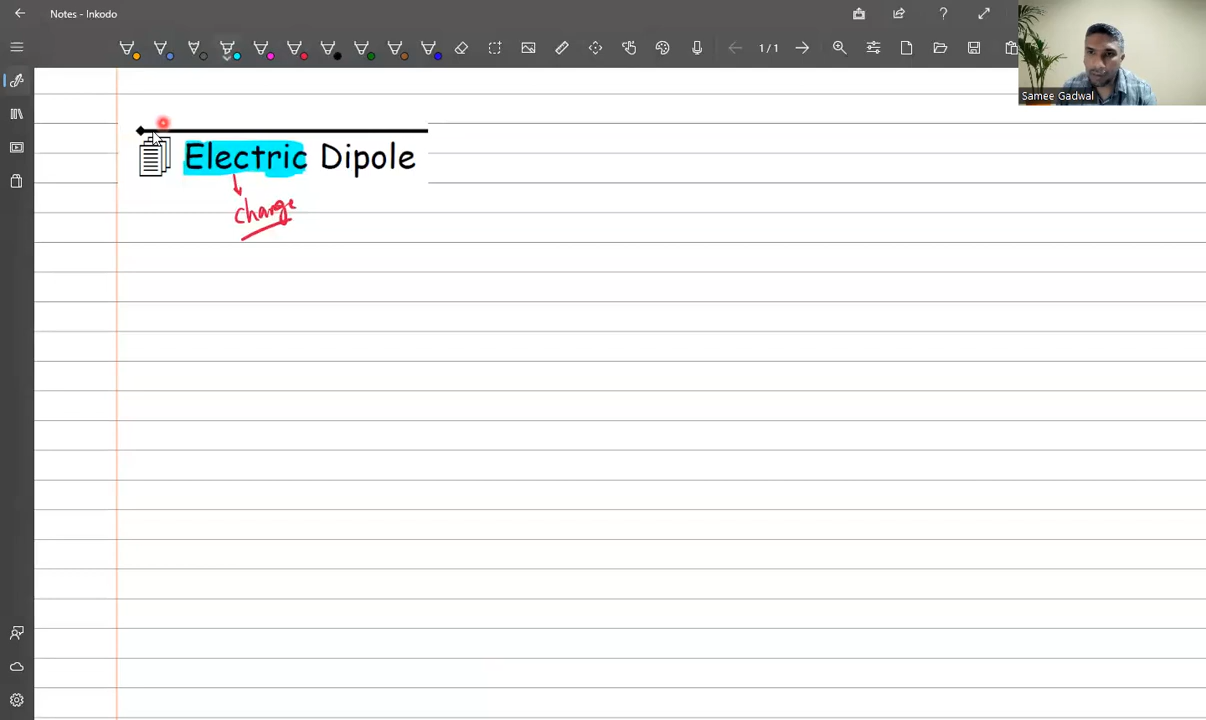 Notes - Inkodo
1 / 1
Samee Gadwal
Electric Dipole
charge